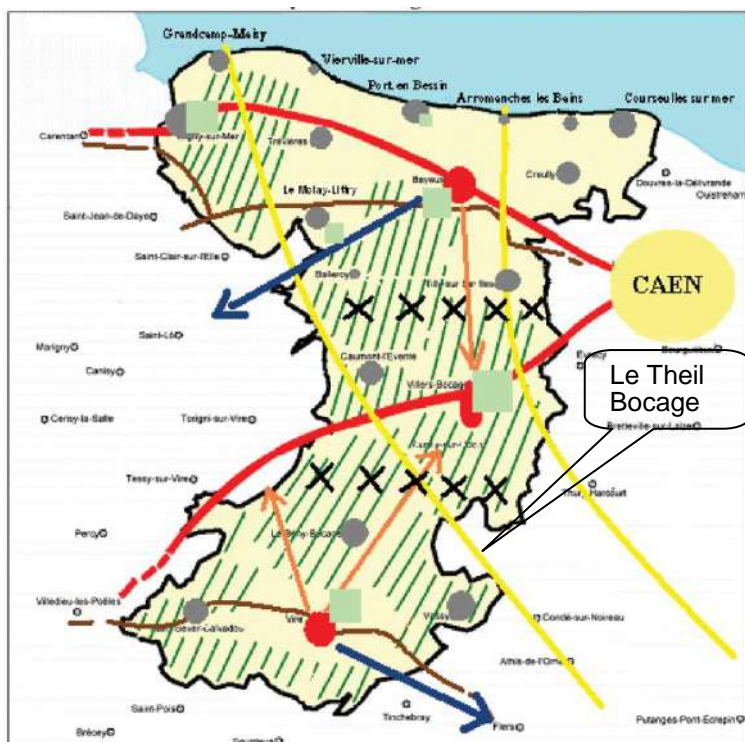 Grandcamp-Maisy
Vierville-sur-mer
Port en Bessin
Arromanches les Bains
Courseulles sur mer
Carentan
Trévières
Bayeux
Creully
Douvres-la-Délivrande
Ouistreham
Le Molay-Littry
Saint-Jean-de-Daye
Saint-Clair-sur-l'Elle
Balleroy
CAEN
Saint-Lô
Marigny
Canisy
Caumont-l'Eventé
Villers-Bocage
Le Theil
Bocage
Cerisy-la-Salle
Torigni-sur-Vire
Bretteville-sur-Laize
Tessy-sur-Vire
Thury-Harcourt
Percy
Le Bény-Bocage
Villedieu-les-Poëles
Vire
Vassy
Condé-sur-Noireau
Athis-de-l'Orne
Saint-Pois
Tinchebray
Flers
Putanges-Pont-Ecrepin
Brécey